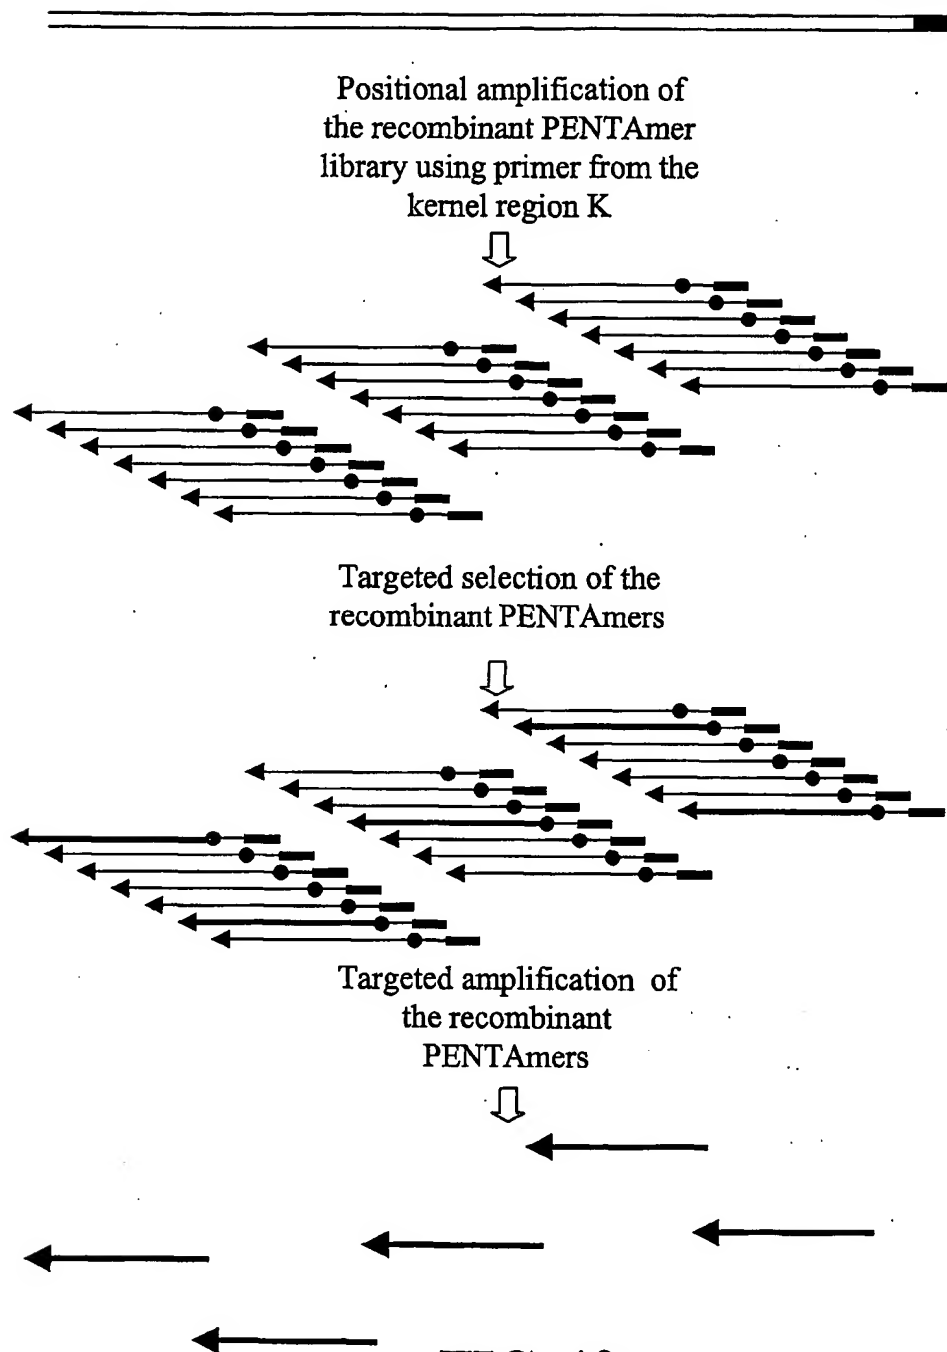 Positional amplification of
the recombinant PENTAmer
library using primer from the
kernel region K
Targeted selection of the
recombinant PENTAmers
Targeted amplification of
the recombinant
PENTAmers